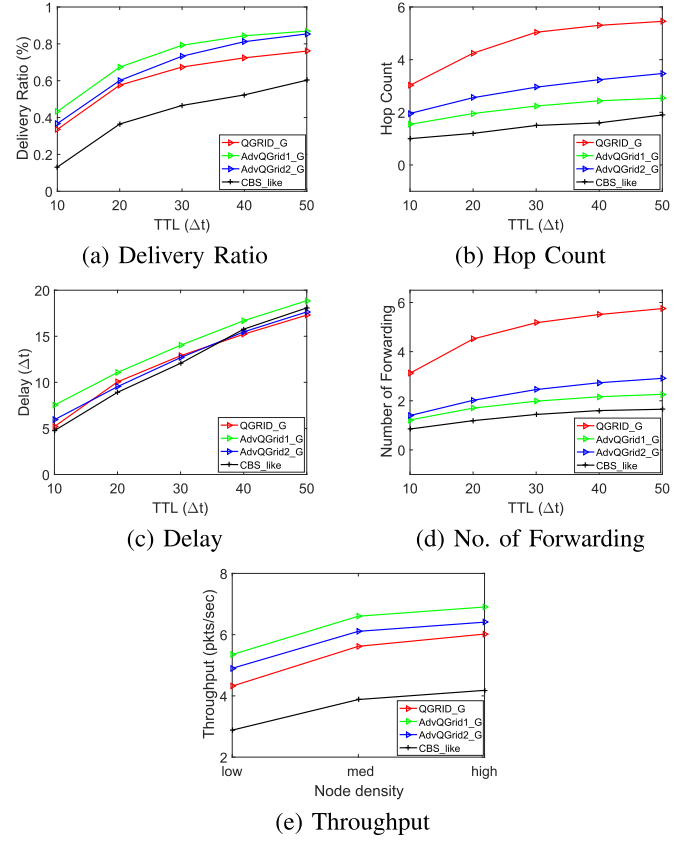 1
0.8
0.6
0.4
0.2
0
Delivery Ratio (%)
QGRID_G
AdvQGrid1_G
AdvQGrid2_G
CBS_like
10 20 30 40 50
TTL (Δt)
(a) Delivery Ratio
6
4
2
0
Hop Count
QGRID_G
AdvQGrid1_G
AdvQGrid2_G
CBS_like
10 20 30 40 50
TTL (Δt)
(b) Hop Count
20
15
10
5
0
Delay (Δt)
QGRID_G
AdvQGrid1_G
AdvQGrid2_G
CBS_like
10 20 30 40 50
TTL (Δt)
(c) Delay
6
4
2
0
Number of Forwarding
QGRID_G
AdvQGrid1_G
AdvQGrid2_G
CBS_like
10 20 30 40 50
TTL (Δt)
(d) No. of Forwarding
8
6
4
2
Throughput (pkts/sec)
QGRID_G
AdvQGrid1_G
AdvQGrid2_G
CBS_like
low med high
Node density
(e) Throughput